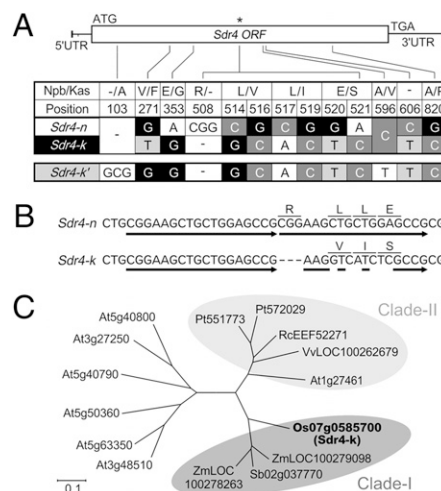 A
ATG
*
TGA
Sdr4 ORF
5'UTR
3'UTR
Npb/Kas -/A V/F E/G R/- L/V L/I E/S A/V - A/F
Position 103 271 353 508 514 516 517 519 520 521 596 606 820
Sdr4-n - G A CGG C G C G G A C C G
Sdr4-k T G - G C A C T C T T
Sdr4-k' GCG G G - G C A C T C T T
B
R L L E
Sdr4-n CTGCGGAAGCTGCTGGAGCCGCGGAAGCTGCTGGAGCCGCG
V I S
Sdr4-k CTGCGGAAGCTGCTGGAGCCG---AAGGTCATCTCGCCGCG
C
Clade-II
Pt572029
Pt551773
RcEEF52271
VvLOC100262679
At1g27461
At5g40800
At3g27250
At5g40790
At5g50360
At5g63350
At3g48510
Os07g0585700
(Sdr4-k)
ZmLOC100279098
ZmLOC
100278263
Sb02g037770
Clade-I
0.1